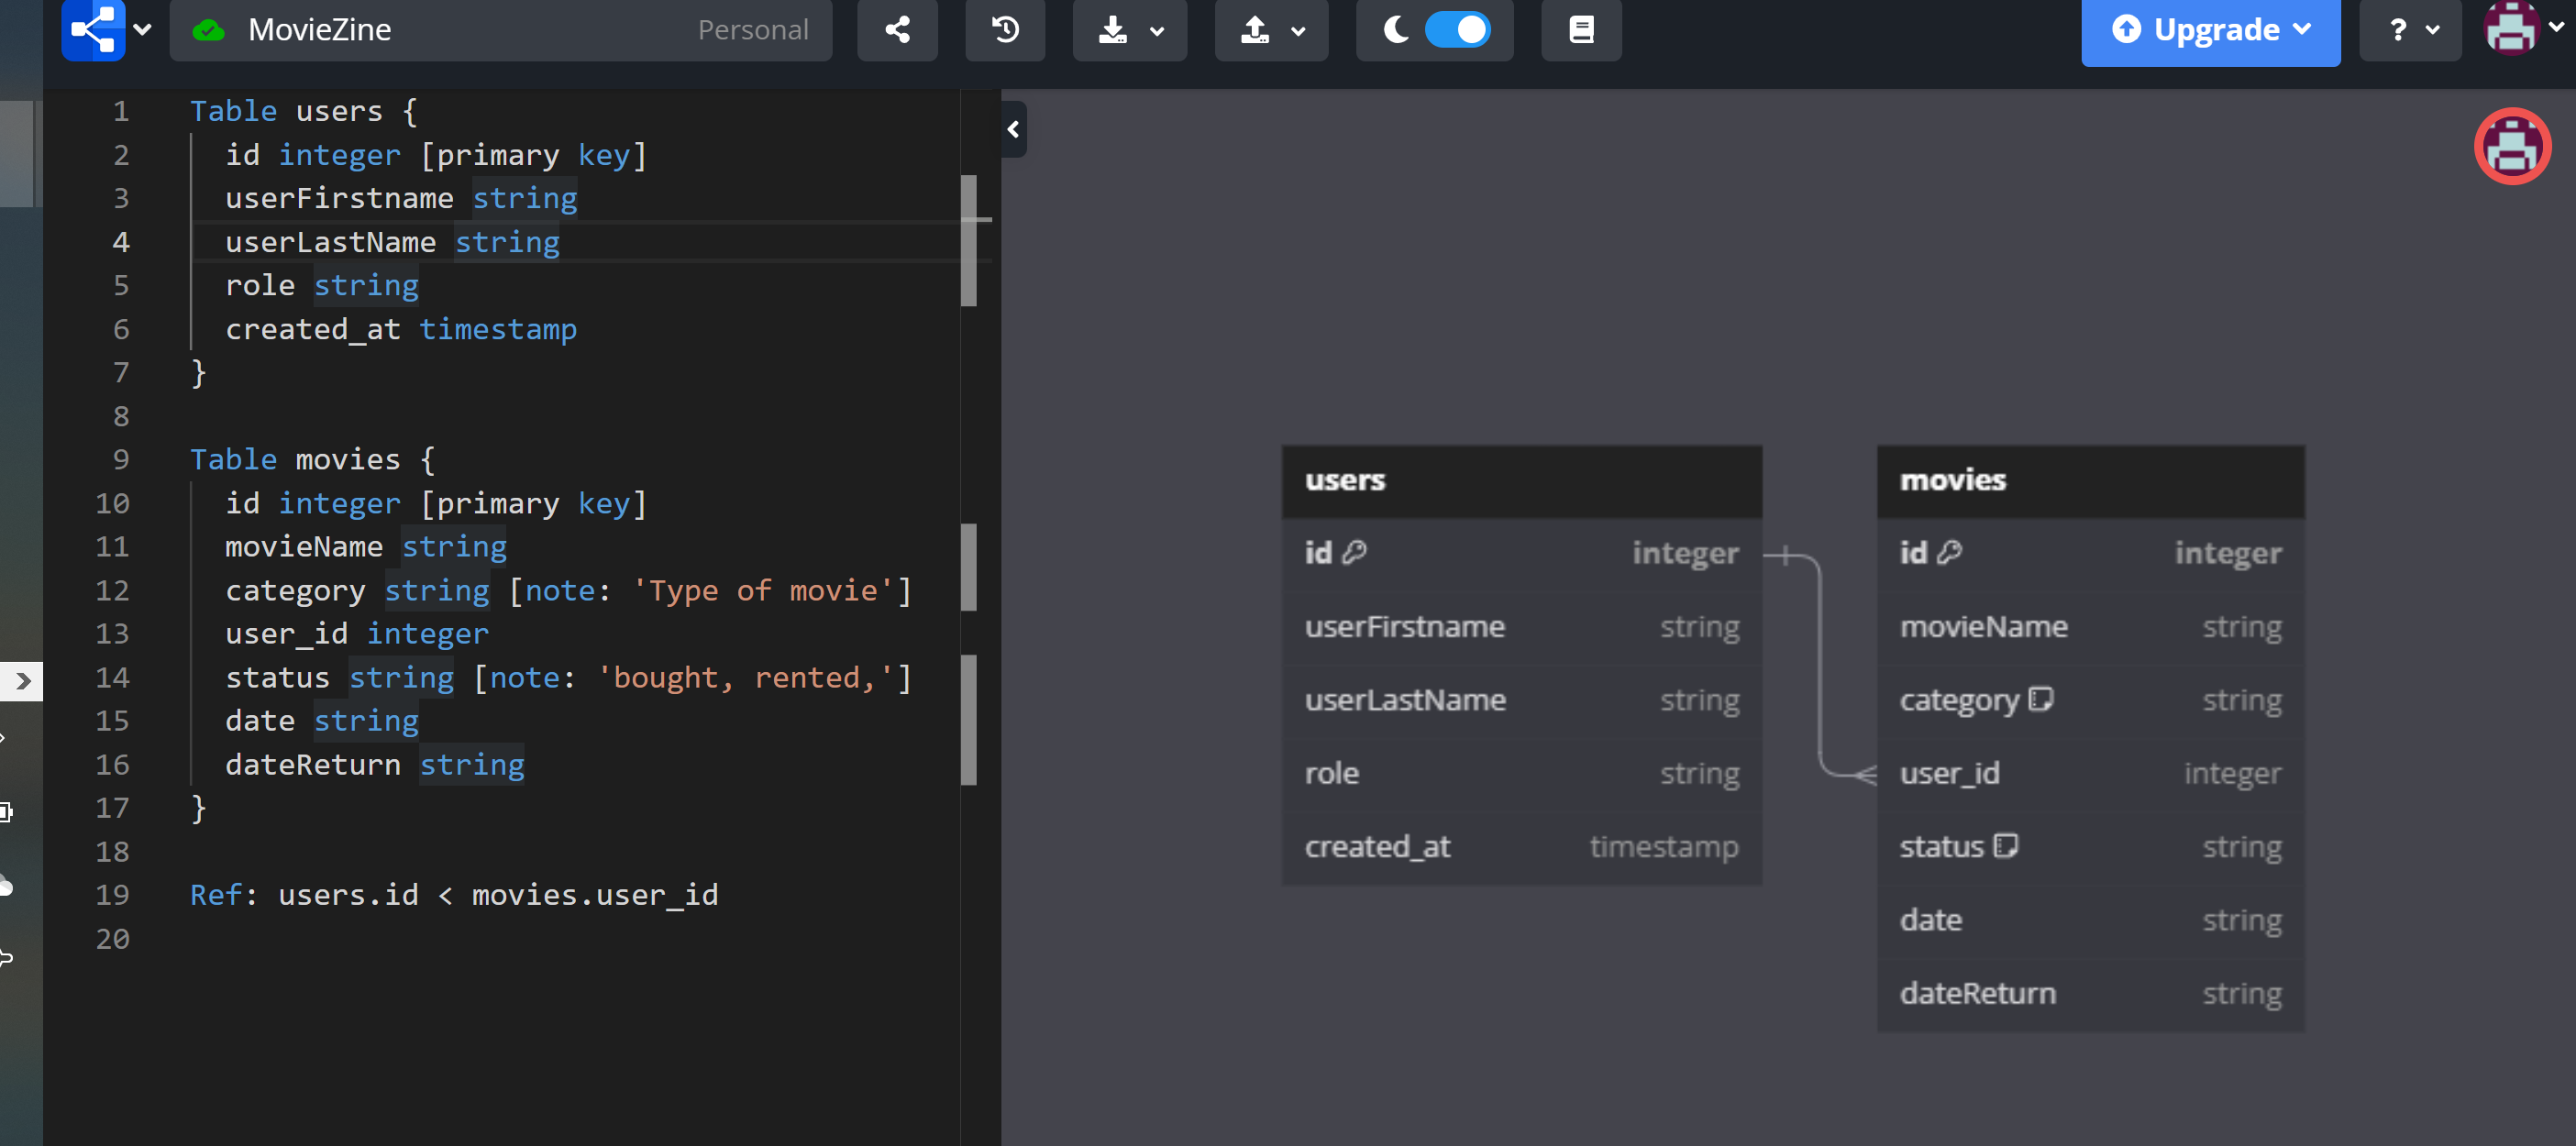 MovieZine Personal Upgrade ?
1 Table users {
2 id integer [primary key]
3 userFirstname string
4 userLastName string
5 role string
6 created_at timestamp
7 }
8
9 Table movies {
10 id integer [primary key]
11 movieName string
12 category string [note: 'Type of movie']
13 user_id integer
14 status string [note: 'bought, rented,']
15 date string
16 dateReturn string
17 }
18
19 Ref: users.id < movies.user_id
20
users
id integer
userFirstname string
userLastName string
role string
created_at timestamp
movies
id integer
movieName string
category string
user_id integer
status string
date string
dateReturn string